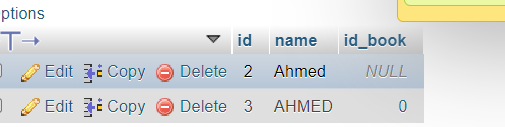 ptions
id name id_book
Edit Copy Delete 2 Ahmed NULL
Edit Copy Delete 3 AHMED 0